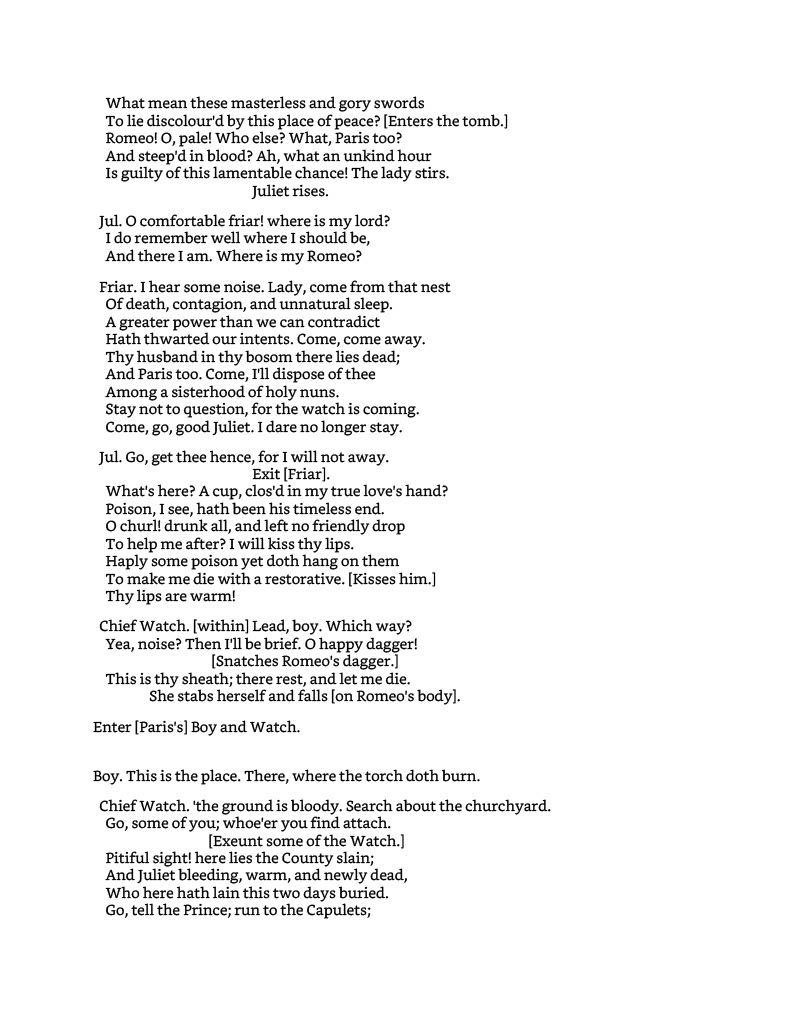 What mean these masterless and gory swords
To lie discolour'd by this place of peace? [Enters the tomb.]
Romeo! O, pale! Who else? What, Paris too?
And steep'd in blood? Ah, what an unkind hour
Is guilty of this lamentable chance! The lady stirs.
Juliet rises.
Jul. O comfortable friar! where is my lord?
I do remember well where I should be,
And there I am. Where is my Romeo?
Friar. I hear some noise. Lady, come from that nest
Of death, contagion, and unnatural sleep.
A greater power than we can contradict
Hath thwarted our intents. Come, come away.
Thy husband in thy bosom there lies dead;
And Paris too. Come, I'll dispose of thee
Among a sisterhood of holy nuns.
Stay not to question, for the watch is coming.
Come, go, good Juliet. I dare no longer stay.
Jul. Go, get thee hence, for I will not away.
Exit [Friar].
What's here? A cup, clos'd in my true love's hand?
Poison, I see, hath been his timeless end.
O churl! drunk all, and left no friendly drop
To help me after? I will kiss thy lips.
Haply some poison yet doth hang on them
To make me die with a restorative. [Kisses him.]
Thy lips are warm!
Chief Watch. [within] Lead, boy. Which way?
Yea, noise? Then I'll be brief. O happy dagger!
[Snatches Romeo's dagger.]
This is thy sheath; there rest, and let me die.
She stabs herself and falls [on Romeo's body].
Enter [Paris's] Boy and Watch.
Boy. This is the place. There, where the torch doth burn.
Chief Watch. 'the ground is bloody. Search about the churchyard.
Go, some of you; whoe'er you find attach.
[Exeunt some of the Watch.]
Pitiful sight! here lies the County slain;
And Juliet bleeding, warm, and newly dead,
Who here hath lain this two days buried.
Go, tell the Prince; run to the Capulets;